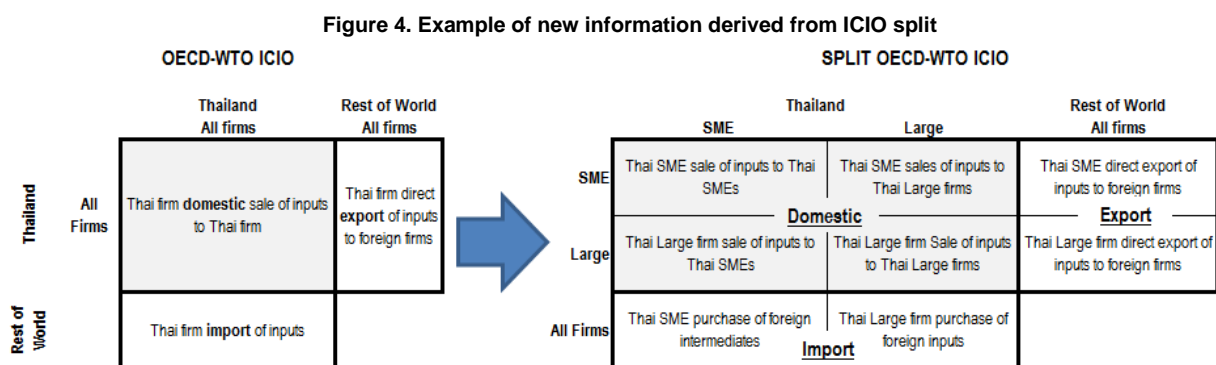 Figure 4. Example of new information derived from ICIO split
OECD-WTO ICIO
Thailand
All firms
Rest of World
All firms
Thailand
All
Firms
Thai firm domestic sale of inputs
to Thai firm
Thai firm direct
export of inputs
to foreign firms
Rest of
World
Thai firm import of inputs
SPLIT OECD-WTO ICIO
Thailand
SME
Large
Rest of World
All firms
SME
Thai SME sale of inputs to Thai
SMEs
Thai SME sales of inputs to
Thai Large firms
Thai SME direct export of
inputs to foreign firms
Domestic
Export
Large
Thai Large firm sale of inputs to
Thai SMEs
Thai Large firm Sale of inputs
to Thai Large firms
Thai Large firm direct export of
inputs to foreign firms
All Firms
Thai SME purchase of foreign
intermediates
Thai Large firm purchase of
foreign inputs
Import